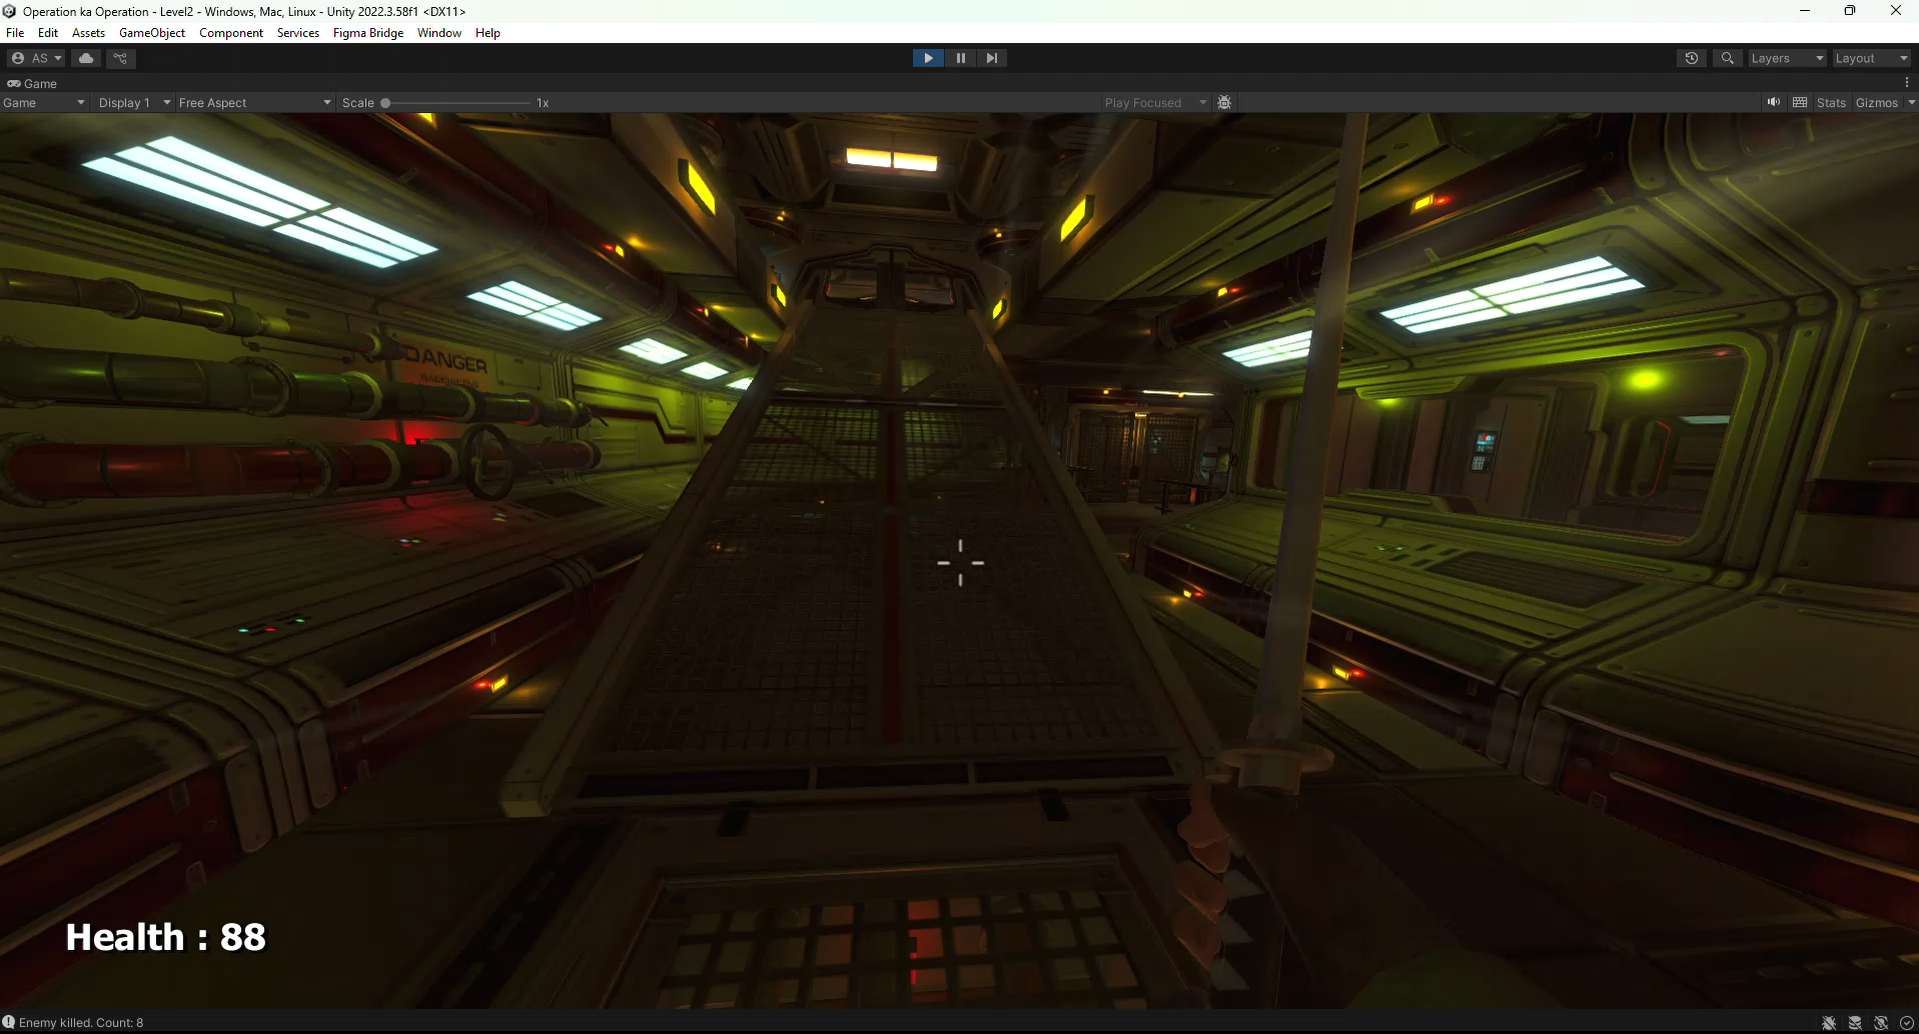 Operation ka Operation - Level2 - Windows, Mac, Linux - Unity 2022.3.58f1 <DX11>
File Edit Assets GameObject Component Services Figma Bridge Window Help
AS Layers Layout
Game
Game Display 1 Free Aspect Scale 1x Play Focused Stats Gizmos
DANGER
RADIOACTIVE
Health : 88
Enemy killed. Count: 8